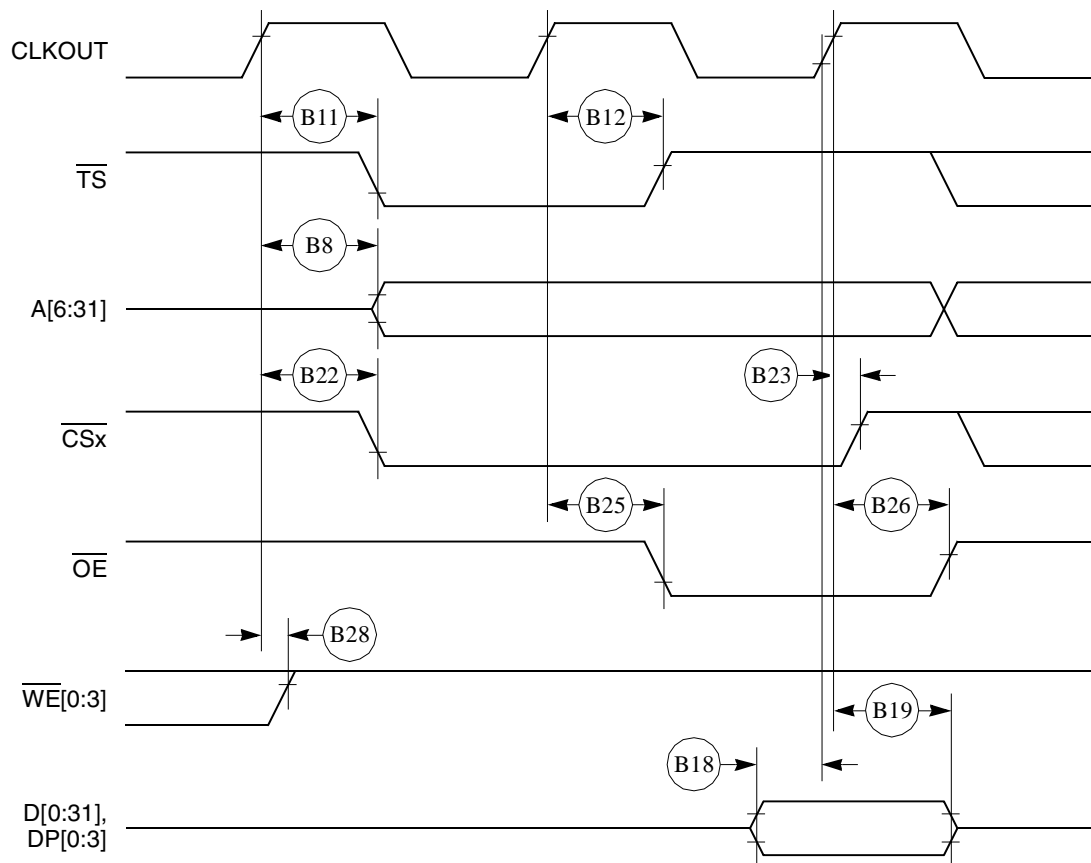 CLKOUT
B11
B12
TS
B8
A[6:31]
B22
B23
CSx
B25
B26
OE
B28
WE[0:3]
B19
B18
D[0:31],
DP[0:3]